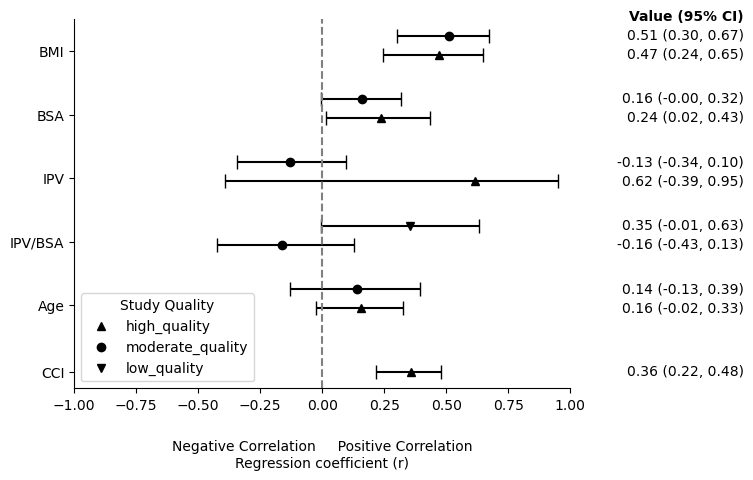 Value (95% CI)
0.51 (0.30, 0.67)
BMI
0.47 (0.24, 0.65)
0.16 (-0.00, 0.32)
BSA
0.24 (0.02, 0.43)
-0.13 (-0.34, 0.10)
IPV
0.62 (-0.39, 0.95)
0.35 (-0.01, 0.63)
IPV/BSA
-0.16 (-0.43, 0.13)
0.14 (-0.13, 0.39)
Age
0.16 (-0.02, 0.33)
Study Quality
high_quality
moderate_quality
low_quality
CCI
0.36 (0.22, 0.48)
−1.00 −0.75 −0.50 −0.25 0.00 0.25 0.50 0.75 1.00
Negative Correlation Positive Correlation
Regression coefficient (r)